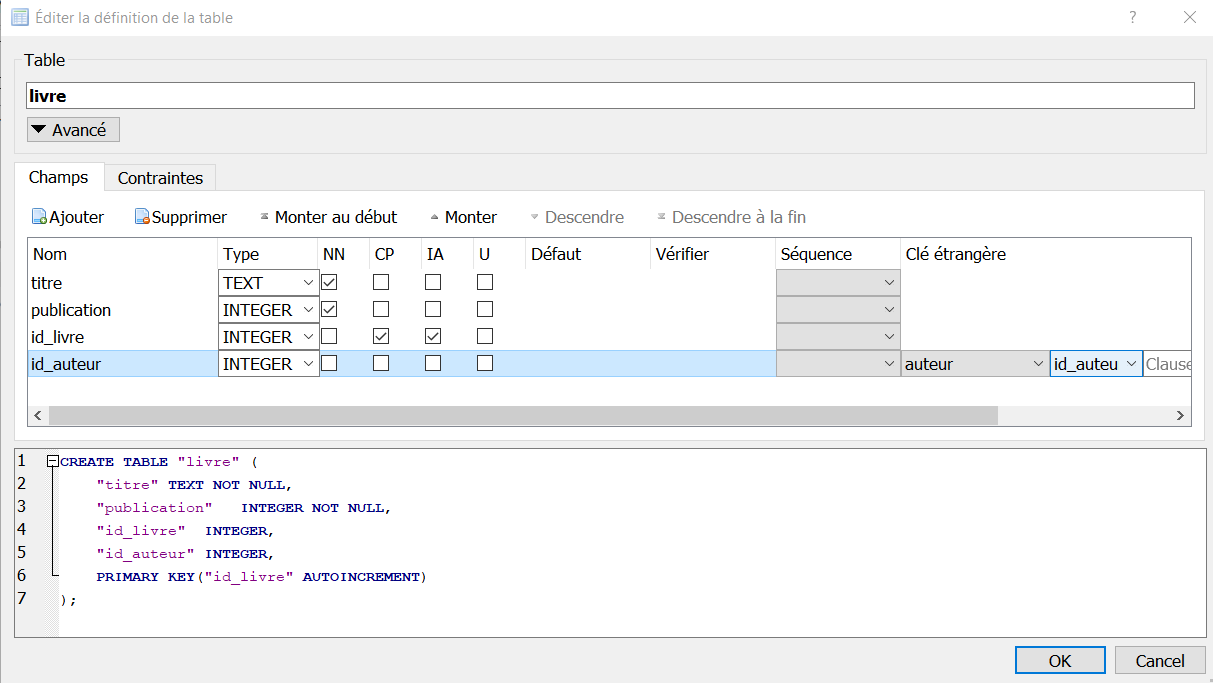 Éditer la définition de la table
?
Table
livre
Avancé
Champs Contraintes
Ajouter Supprimer Monter au début Monter Descendre Descendre à la fin
Nom Type NN CP IA U Défaut Vérifier Séquence Clé étrangère
titre TEXT
publication INTEGER
id_livre INTEGER
id_auteur INTEGER auteur id_auteu Clause
1 CREATE TABLE "livre" (
2 "titre" TEXT NOT NULL,
3 "publication" INTEGER NOT NULL,
4 "id_livre" INTEGER,
5 "id_auteur" INTEGER,
6 PRIMARY KEY("id_livre" AUTOINCREMENT)
7 );
OK Cancel